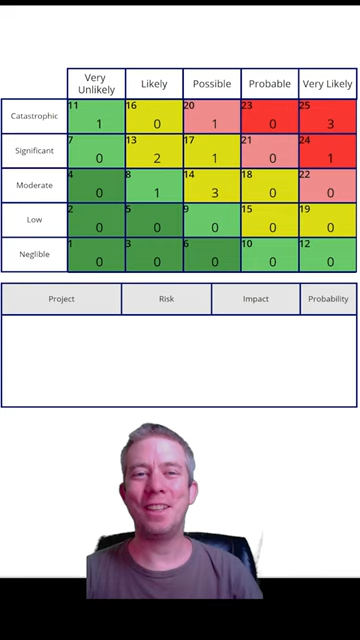 Very Unlikely Likely Possible Probable Very Likely
Catastrophic 11 1 16 0 20 1 23 0 25 3
Significant 7 0 13 2 17 1 21 0 24 1
Moderate 4 0 8 1 14 3 18 0 22 0
Low 2 0 5 0 9 0 15 0 19 0
Neglible 1 0 3 0 6 0 10 0 12 0
Project Risk Impact Probability